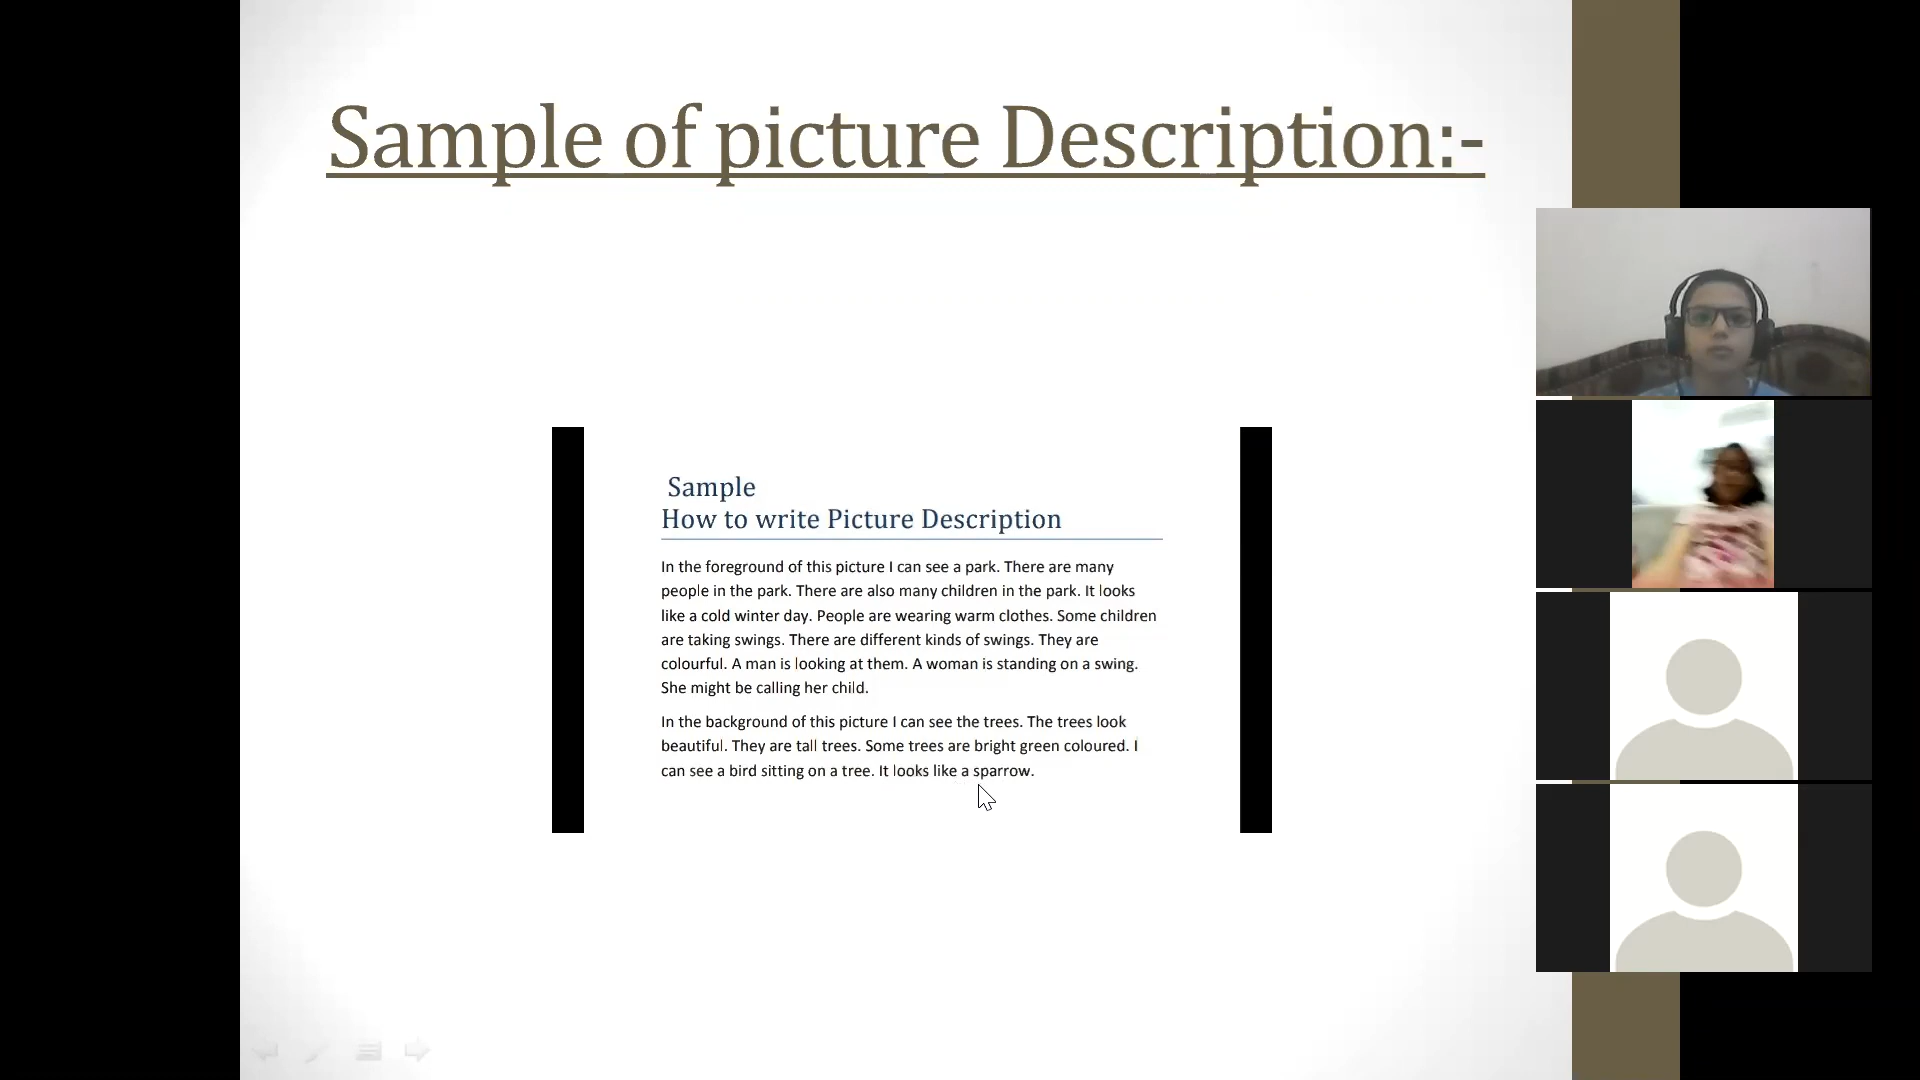 Sample of picture Description:-
Sample
How to write Picture Description
In the foreground of this picture I can see a park. There are many
people in the park. There are also many children in the park. It looks
like a cold winter day. People are wearing warm clothes. Some children
are taking swings. There are different kinds of swings. They are
colourful. A man is looking at them. A woman is standing on a swing.
She might be calling her child.
In the background of this picture I can see the trees. The trees look
beautiful. They are tall trees. Some trees are bright green coloured. I
can see a bird sitting on a tree. It looks like a sparrow.